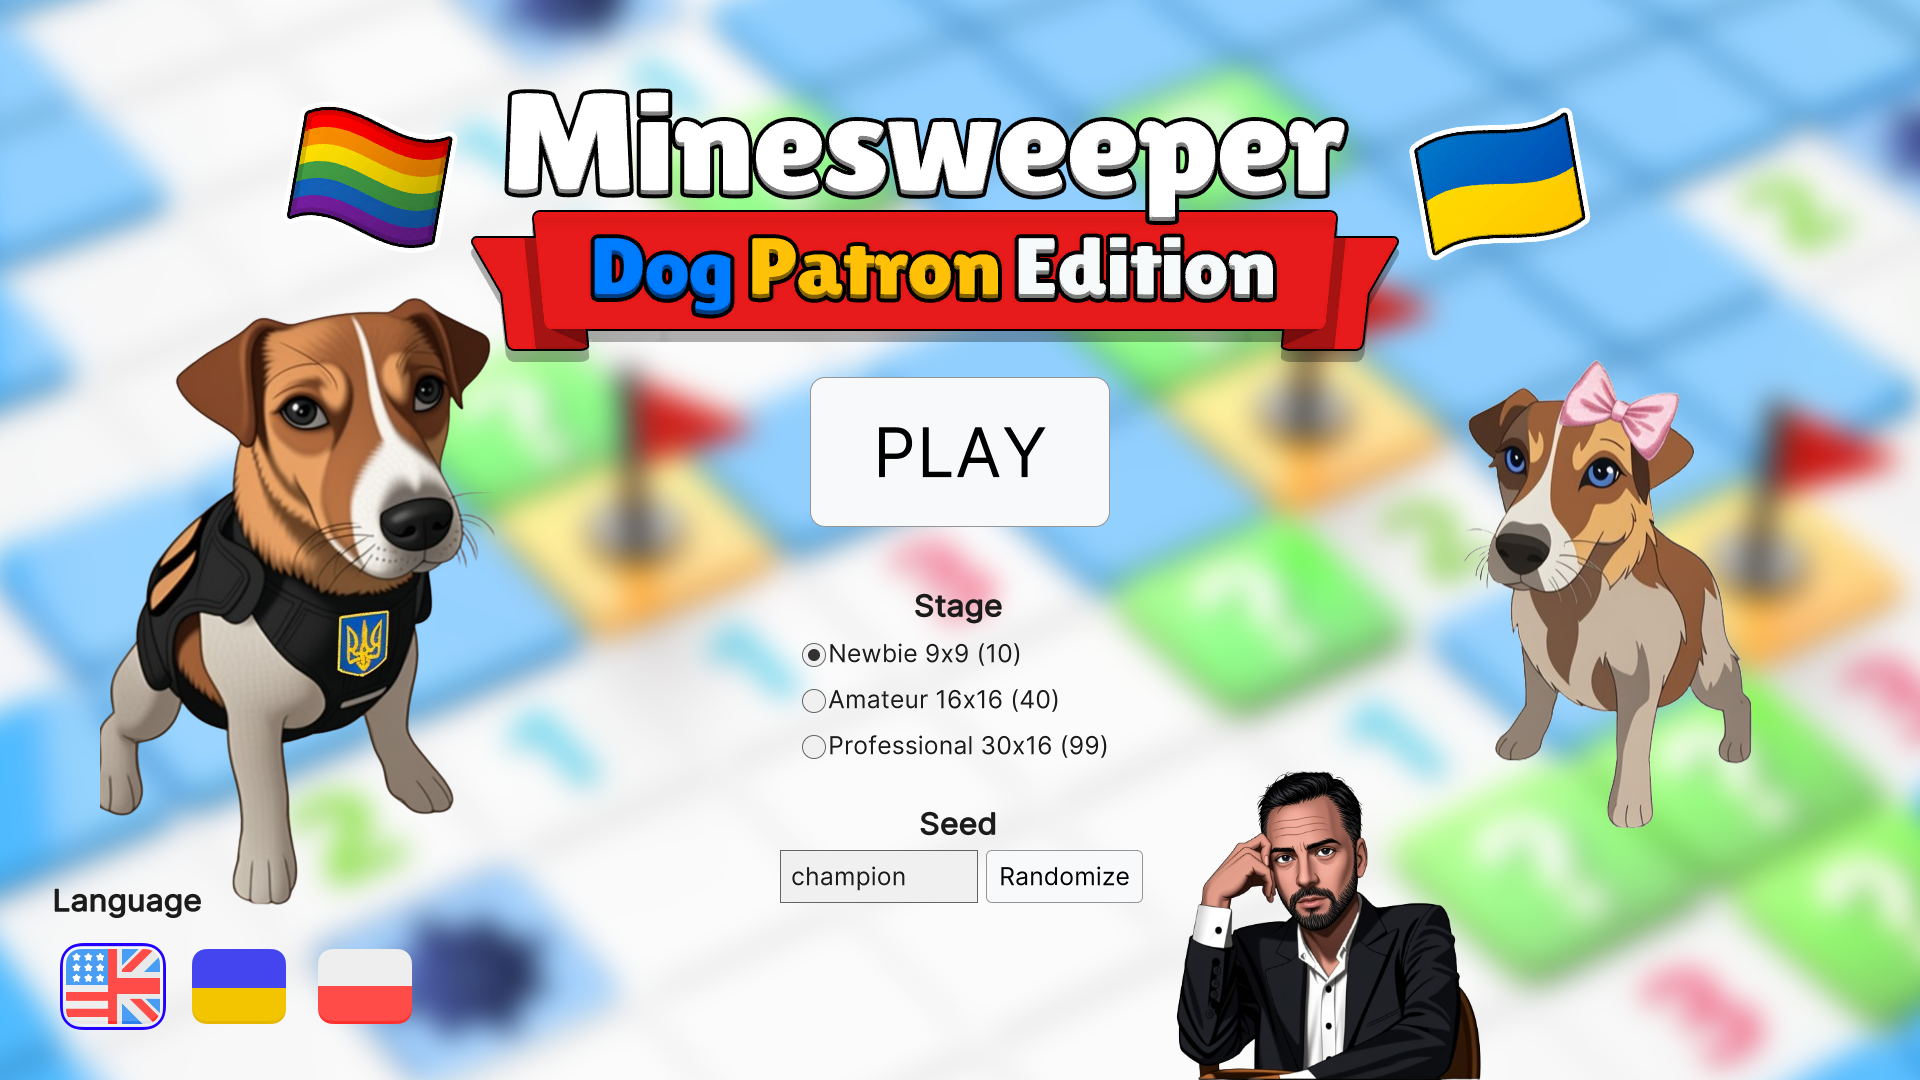 Minesweeper
Dog Patron Edition
PLAY
Stage
Newbie 9x9 (10)
Amateur 16x16 (40)
Professional 30x16 (99)
Seed
champion
Randomize
Language